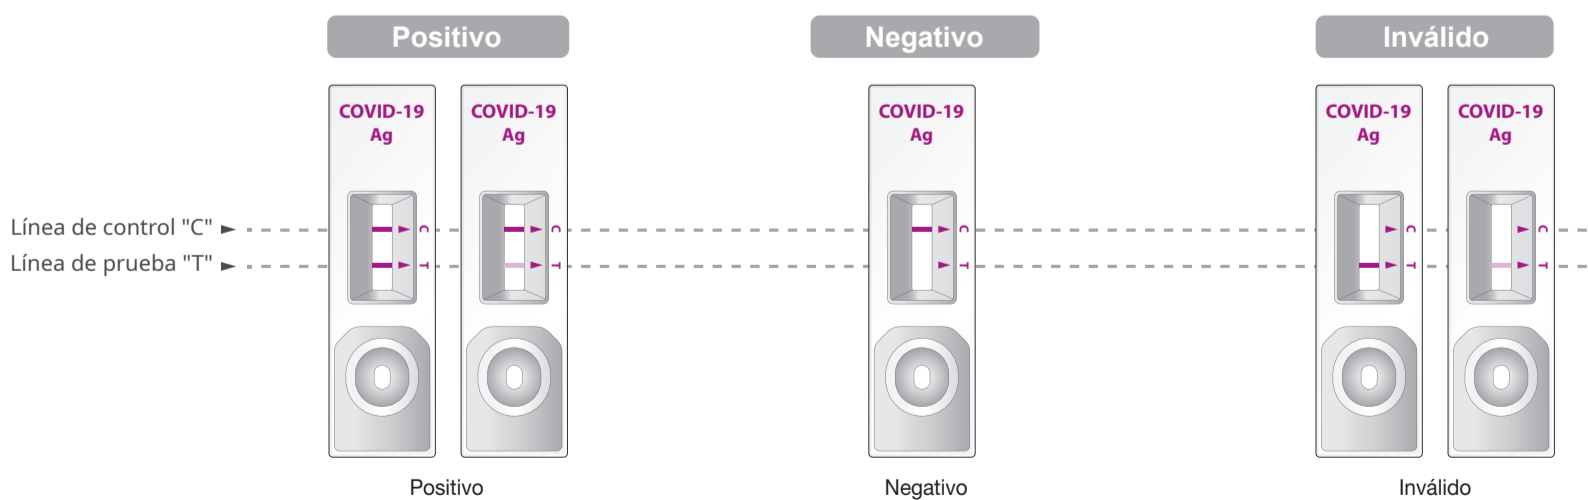 Positivo
Negativo
Inválido
COVID-19
Ag
COVID-19
Ag
COVID-19
Ag
COVID-19
Ag
COVID-19
Ag
Línea de control "C"
C
C
C
C
C
Línea de prueba "T"
T
T
T
T
T
Positivo
Negativo
Inválido